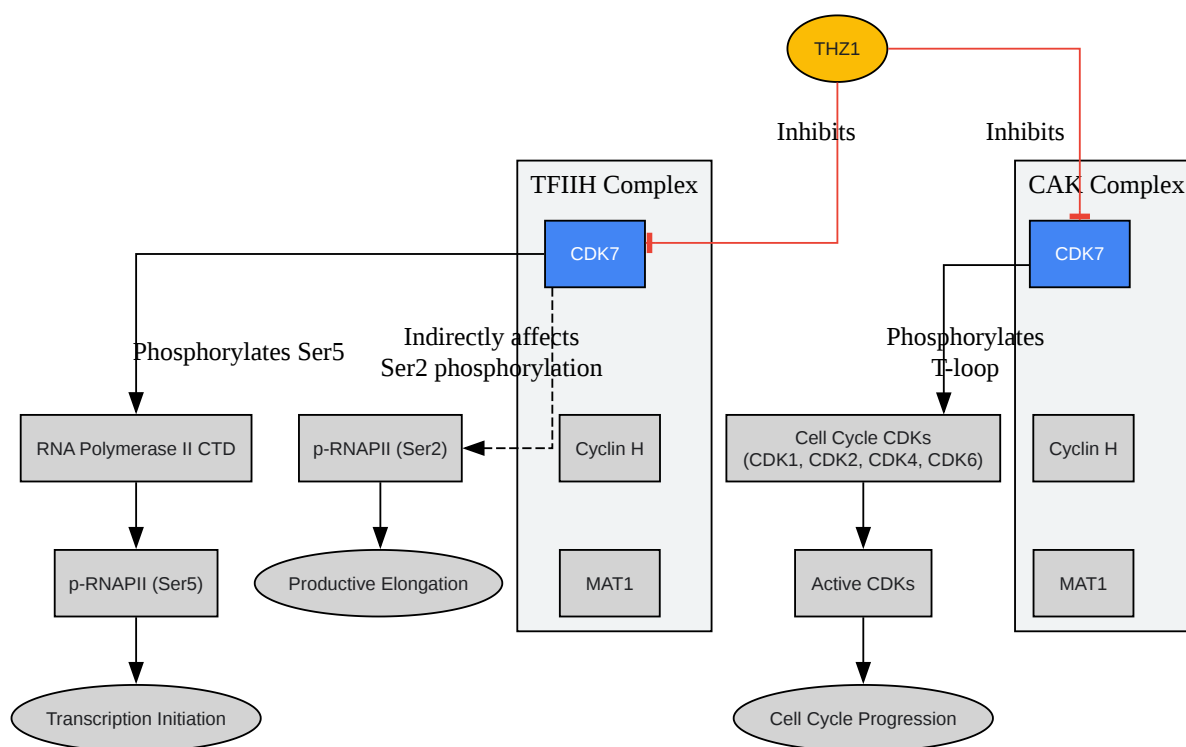 THZ1
Inhibits
Inhibits
TFIIH Complex
CAK Complex
CDK7
CDK7
Phosphorylates Ser5
Indirectly affects
Ser2 phosphorylation
Phosphorylates
T-loop
RNA Polymerase II CTD
p-RNAPII (Ser2)
Cyclin H
Cell Cycle CDKs
(CDK1, CDK2, CDK4, CDK6)
Cyclin H
p-RNAPII (Ser5)
Productive Elongation
MAT1
Active CDKs
MAT1
Transcription Initiation
Cell Cycle Progression